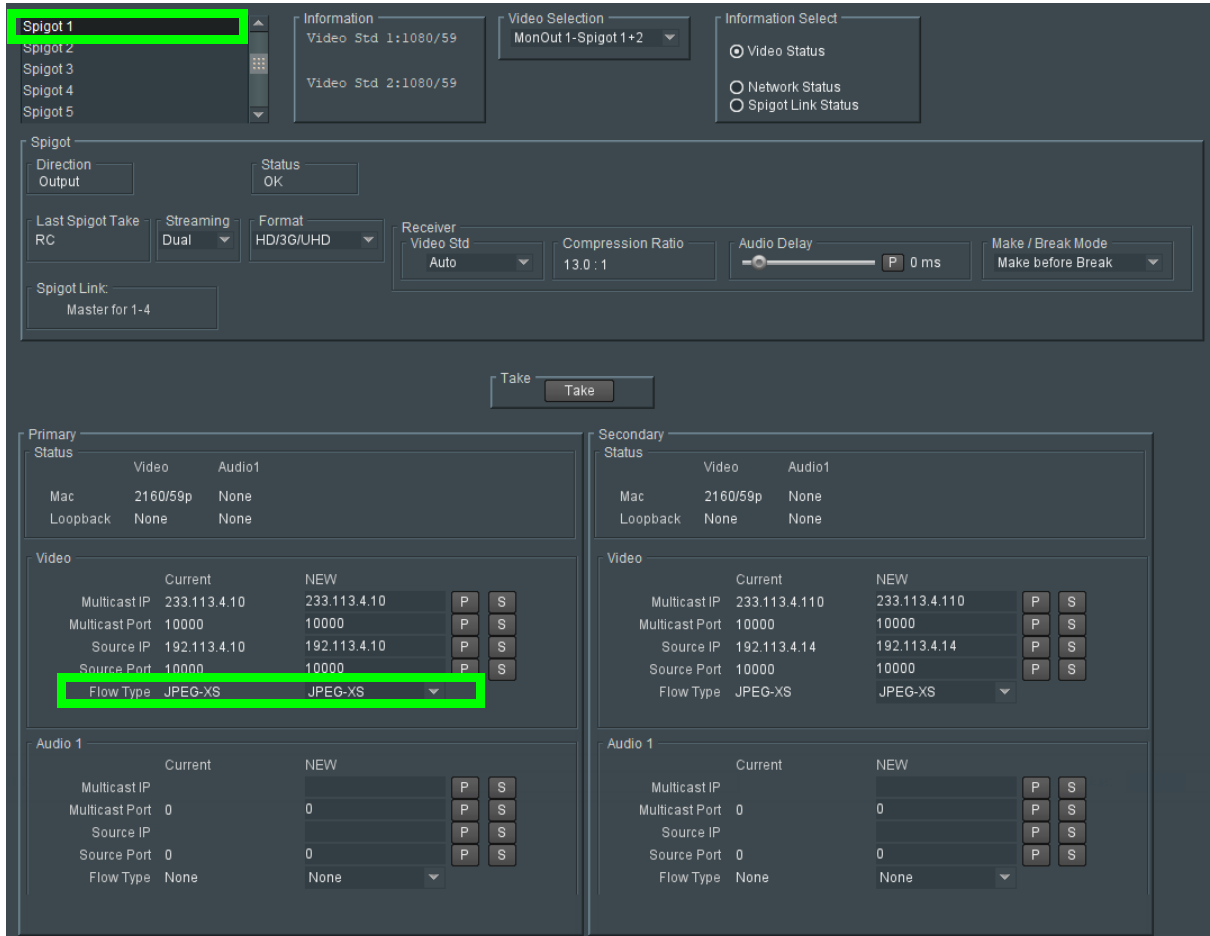 Spigot 1
Spigot 2
Spigot 3
Spigot 4
Spigot 5
Information
Video Std 1:1080/59
Video Std 2:1080/59
Video Selection
MonOut 1-Spigot 1+2
Information Select
Video Status
Network Status
Spigot Link Status
Spigot
Direction
Output
Status
OK
Last Spigot Take
RC
Streaming
Dual
Format
HD/3G/UHD
Receiver
Video Std
Auto
Compression Ratio
13.0 : 1
Audio Delay
P 0 ms
Make / Break Mode
Make before Break
Spigot Link:
Master for 1-4
Take
Take
Primary
Status
Video Audio1
Mac 2160/59p None
Loopback None None
Video
Current NEW
Multicast IP 233.113.4.10 233.113.4.10 P S
Multicast Port 10000 10000 P S
Source IP 192.113.4.10 192.113.4.10 P S
Source Port 10000 10000 P S
Flow Type JPEG-XS JPEG-XS
Audio 1
Current NEW
Multicast IP P S
Multicast Port 0 0 P S
Source IP P S
Source Port 0 0 P S
Flow Type None None
Secondary
Status
Video Audio1
Mac 2160/59p None
Loopback None None
Video
Current NEW
Multicast IP 233.113.4.110 233.113.4.110 P S
Multicast Port 10000 10000 P S
Source IP 192.113.4.14 192.113.4.14 P S
Source Port 10000 10000 P S
Flow Type JPEG-XS JPEG-XS
Audio 1
Current NEW
Multicast IP P S
Multicast Port 0 0 P S
Source IP P S
Source Port 0 0 P S
Flow Type None None